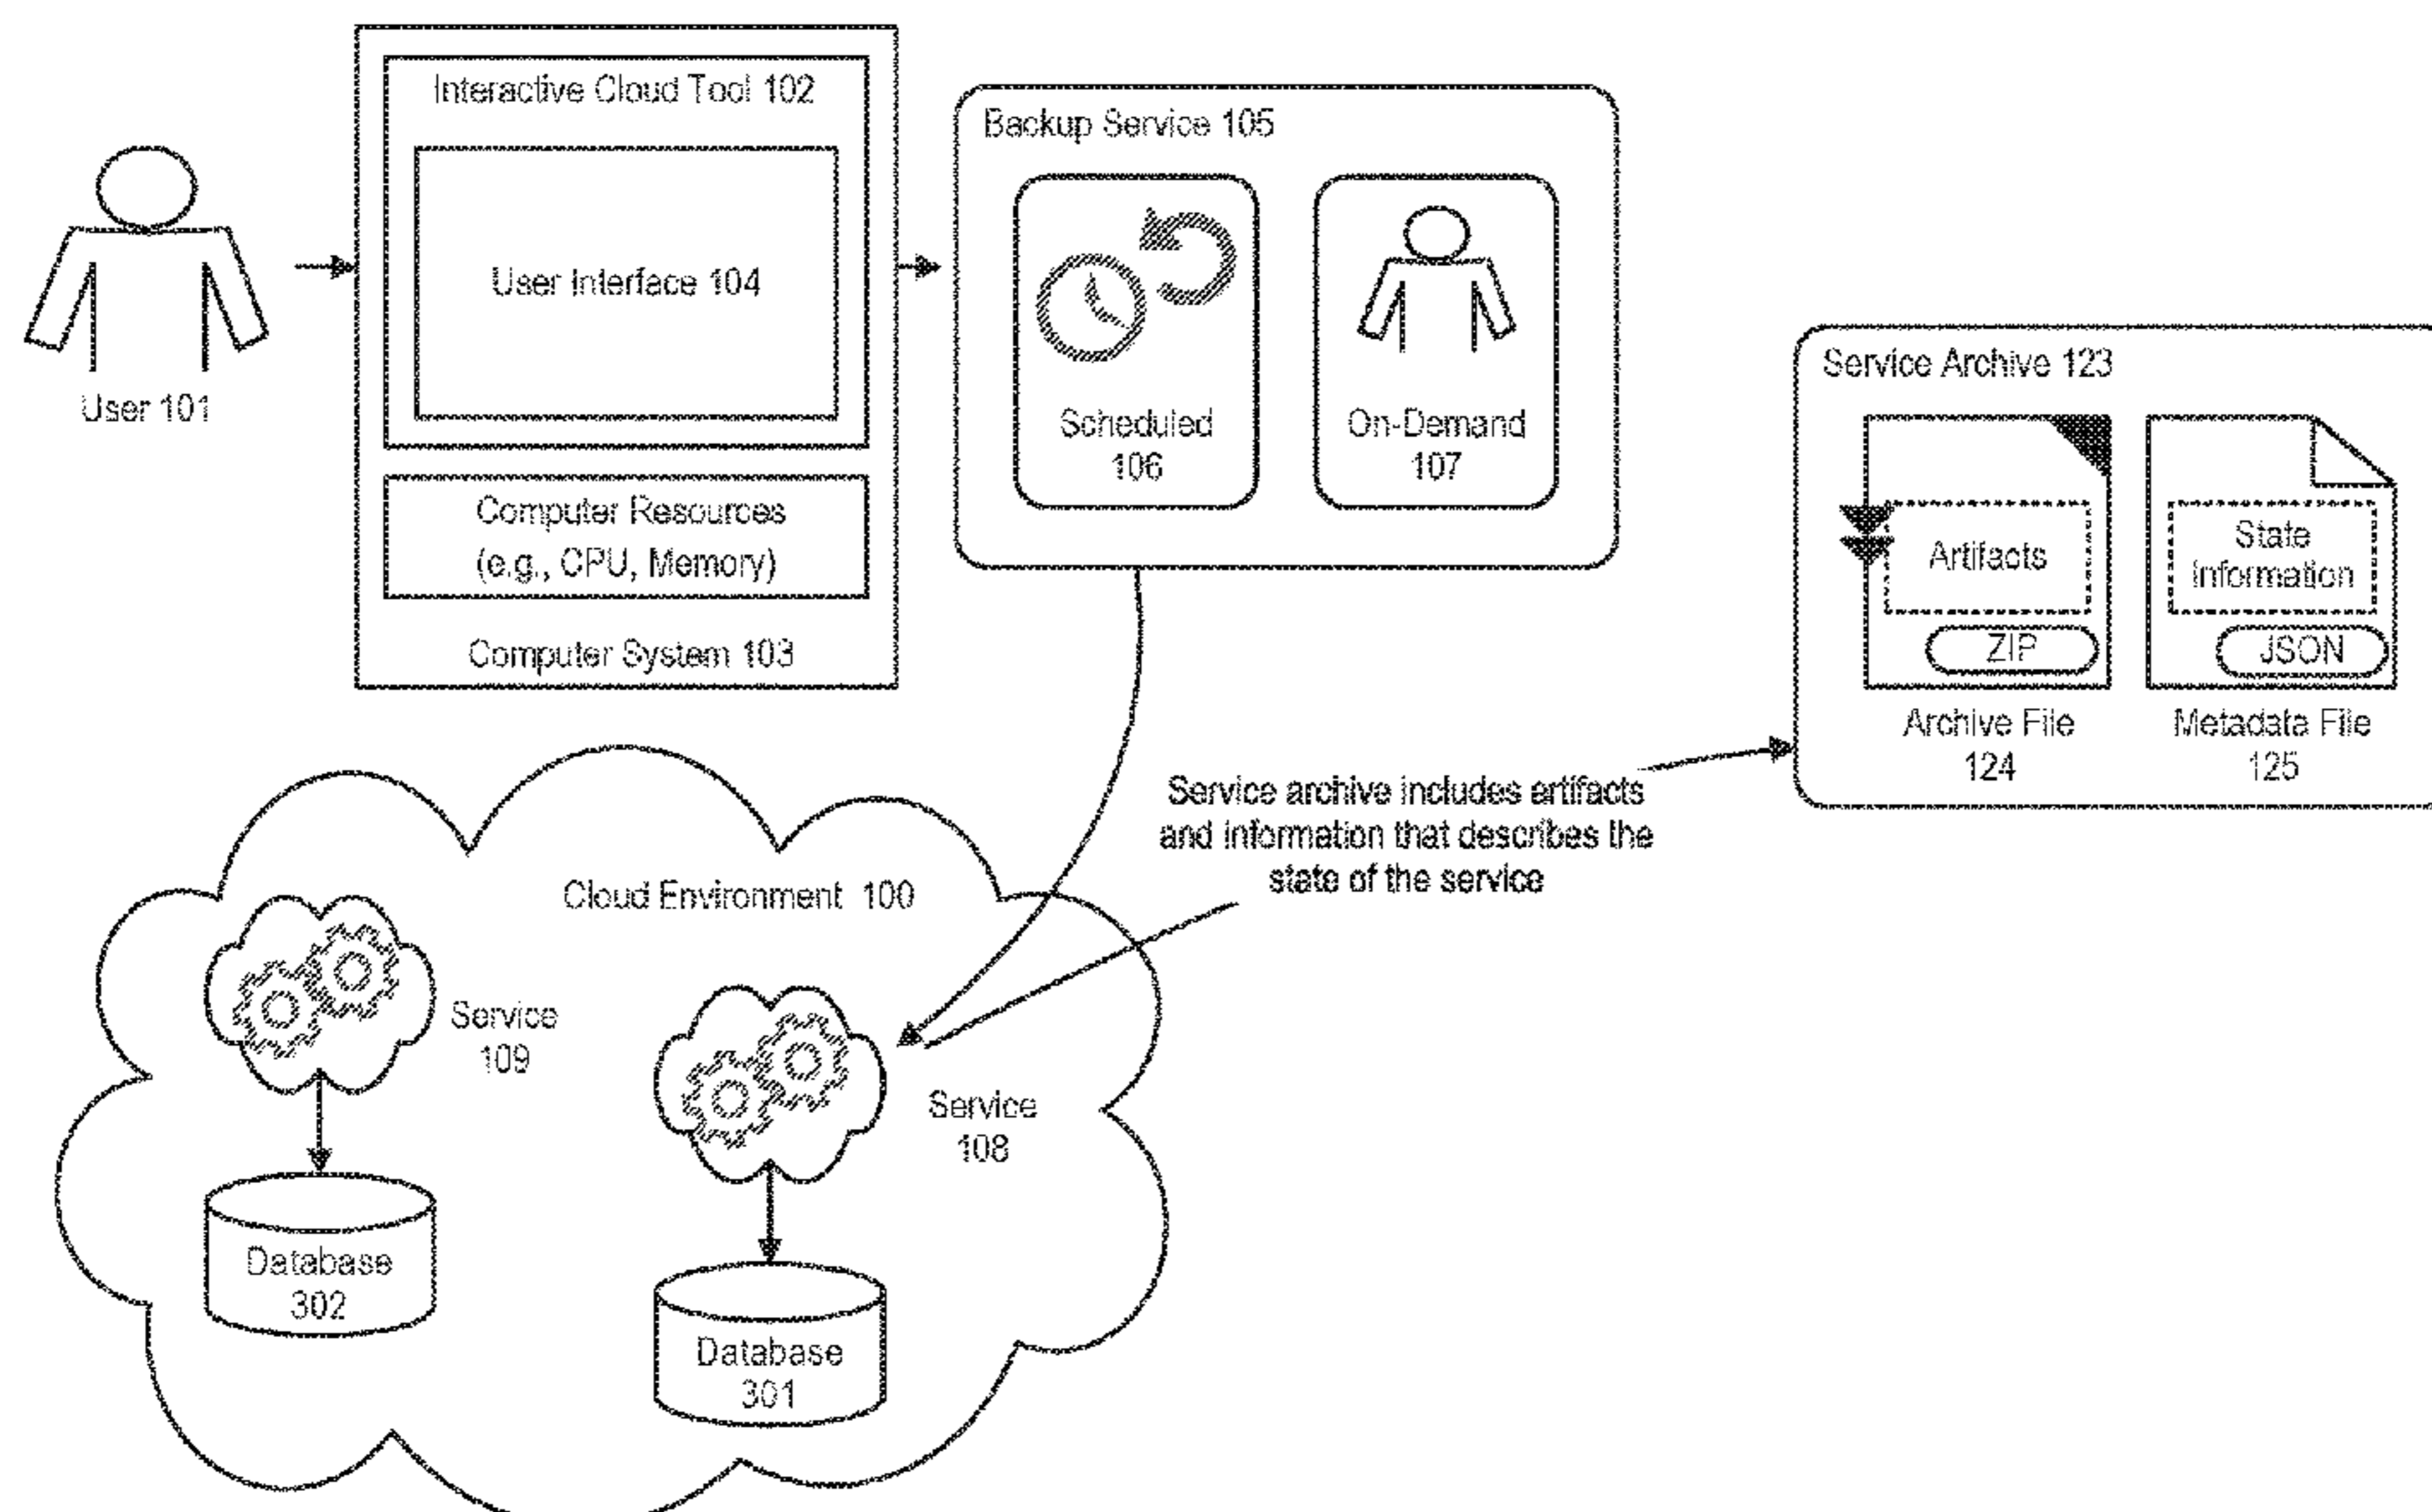 Interactive Cloud Tool 102
User Interface 104
Computer Resources
(e.g., CPU, Memory)
Computer System 103
User 101
Backup Service 105
Scheduled
106
On-Demand
107
Service Archive 123
Artifacts
ZIP
State
Information
JSON
Archive File
124
Metadata File
125
Service archive includes artifacts
and information that describes the
state of the service
Cloud Environment 100
Service
109
Service
108
Database
302
Database
301